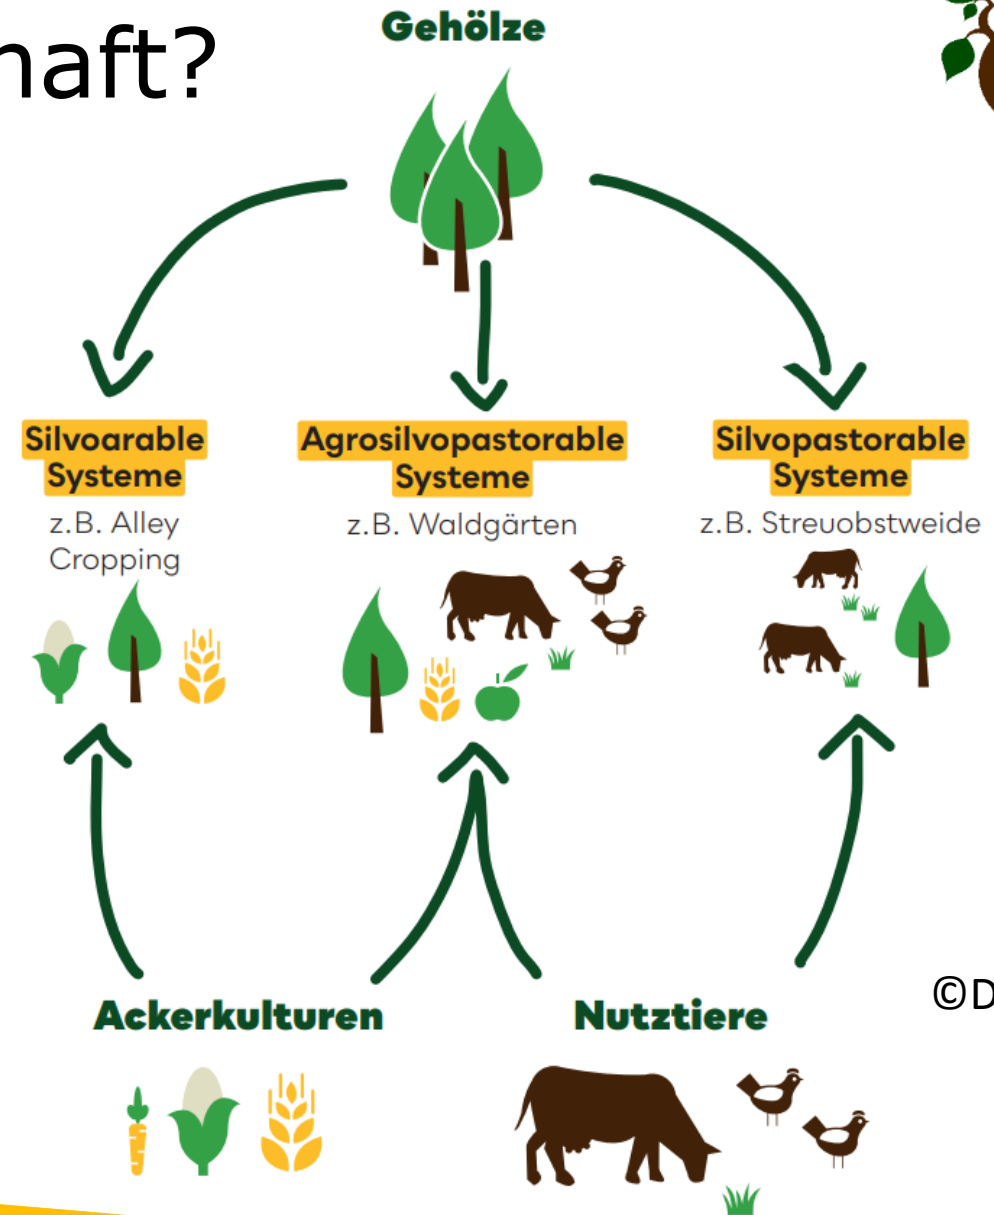 haft?
Gehölze
Silvoarable
Systeme
z.B. Alley
Cropping
Agrosilvopastorable
Systeme
z.B. Waldgärten
Silvopastorable
Systeme
z.B. Streuobstweide
Ackerkulturen
Nutztiere
©D